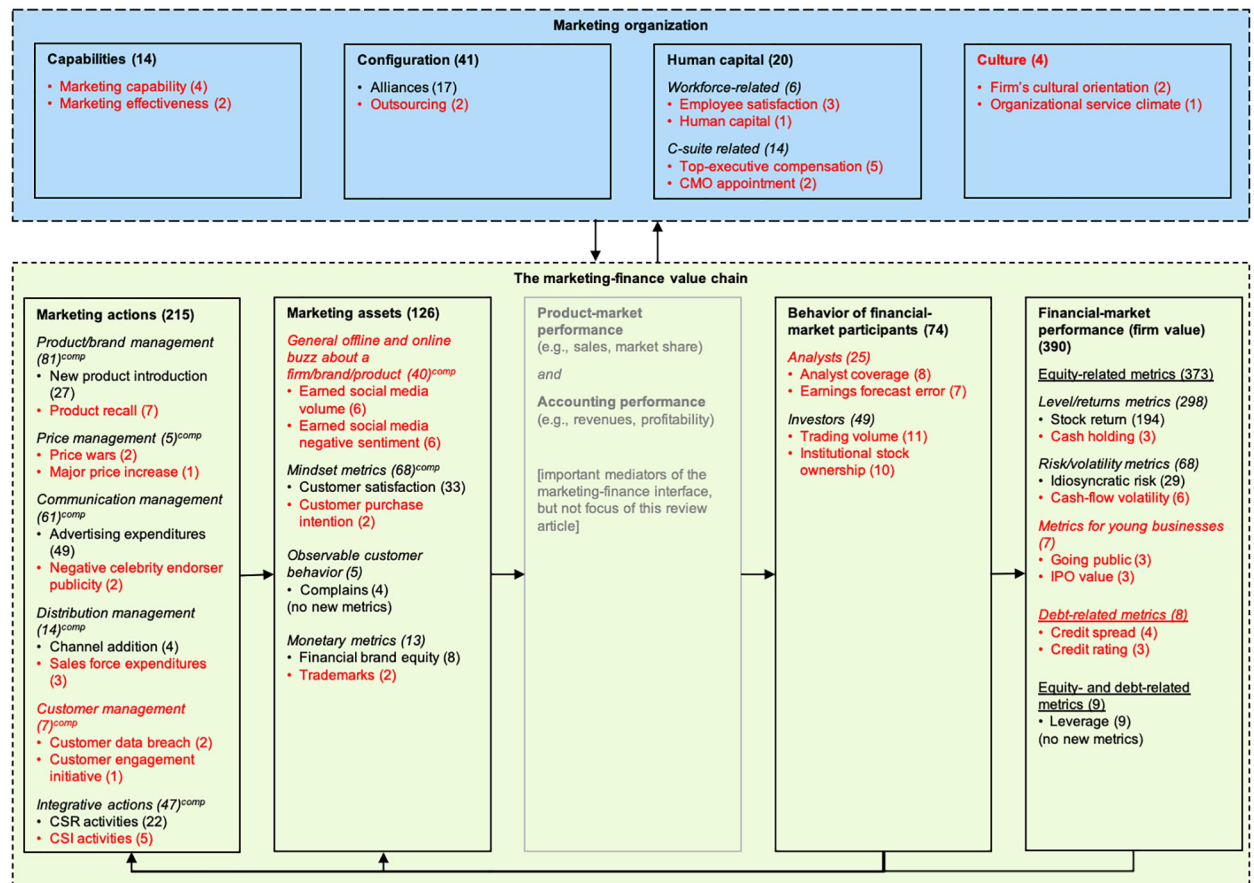 Marketing organization
Capabilities (14)
• Marketing capability (4)
• Marketing effectiveness (2)
Configuration (41)
• Alliances (17)
• Outsourcing (2)
Human capital (20)
Workforce-related (6)
• Employee satisfaction (3)
• Human capital (1)
C-suite related (14)
• Top-executive compensation (5)
• CMO appointment (2)
Culture (4)
• Firm's cultural orientation (2)
• Organizational service climate (1)
The marketing-finance value chain
Marketing actions (215)
Product/brand management
(81)comp
• New product introduction
(27)
• Product recall (7)
Price management (5)comp
• Price wars (2)
• Major price increase (1)
Communication management
(61)comp
• Advertising expenditures
(49)
• Negative celebrity endorser
publicity (2)
Distribution management
(14)comp
• Channel addition (4)
• Sales force expenditures
(3)
Customer management
(7)comp
• Customer data breach (2)
• Customer engagement
initiative (1)
Integrative actions (47)comp
• CSR activities (22)
• CSI activities (5)
Marketing assets (126)
General offline and online
buzz about a
firm/brand/product (40)comp
• Earned social media
volume (6)
• Earned social media
negative sentiment (6)
Mindset metrics (68)comp
• Customer satisfaction (33)
• Customer purchase
intention (2)
Observable customer
behavior (5)
• Complains (4)
(no new metrics)
Monetary metrics (13)
• Financial brand equity (8)
• Trademarks (2)
Product-market
performance
(e.g., sales, market share)
and
Accounting performance
(e.g., revenues, profitability)
[important mediators of the
marketing-finance interface,
but not focus of this review
article]
Behavior of financial-
market participants (74)
Analysts (25)
• Analyst coverage (8)
• Earnings forecast error (7)
Investors (49)
• Trading volume (11)
• Institutional stock
ownership (10)
Financial-market
performance (firm value)
(390)
Equity-related metrics (373)
Level/returns metrics (298)
• Stock return (194)
• Cash holding (3)
Risk/volatility metrics (68)
• Idiosyncratic risk (29)
• Cash-flow volatility (6)
Metrics for young businesses
(7)
• Going public (3)
• IPO value (3)
Debt-related metrics (8)
• Credit spread (4)
• Credit rating (3)
Equity- and debt-related
metrics (9)
• Leverage (9)
(no new metrics)